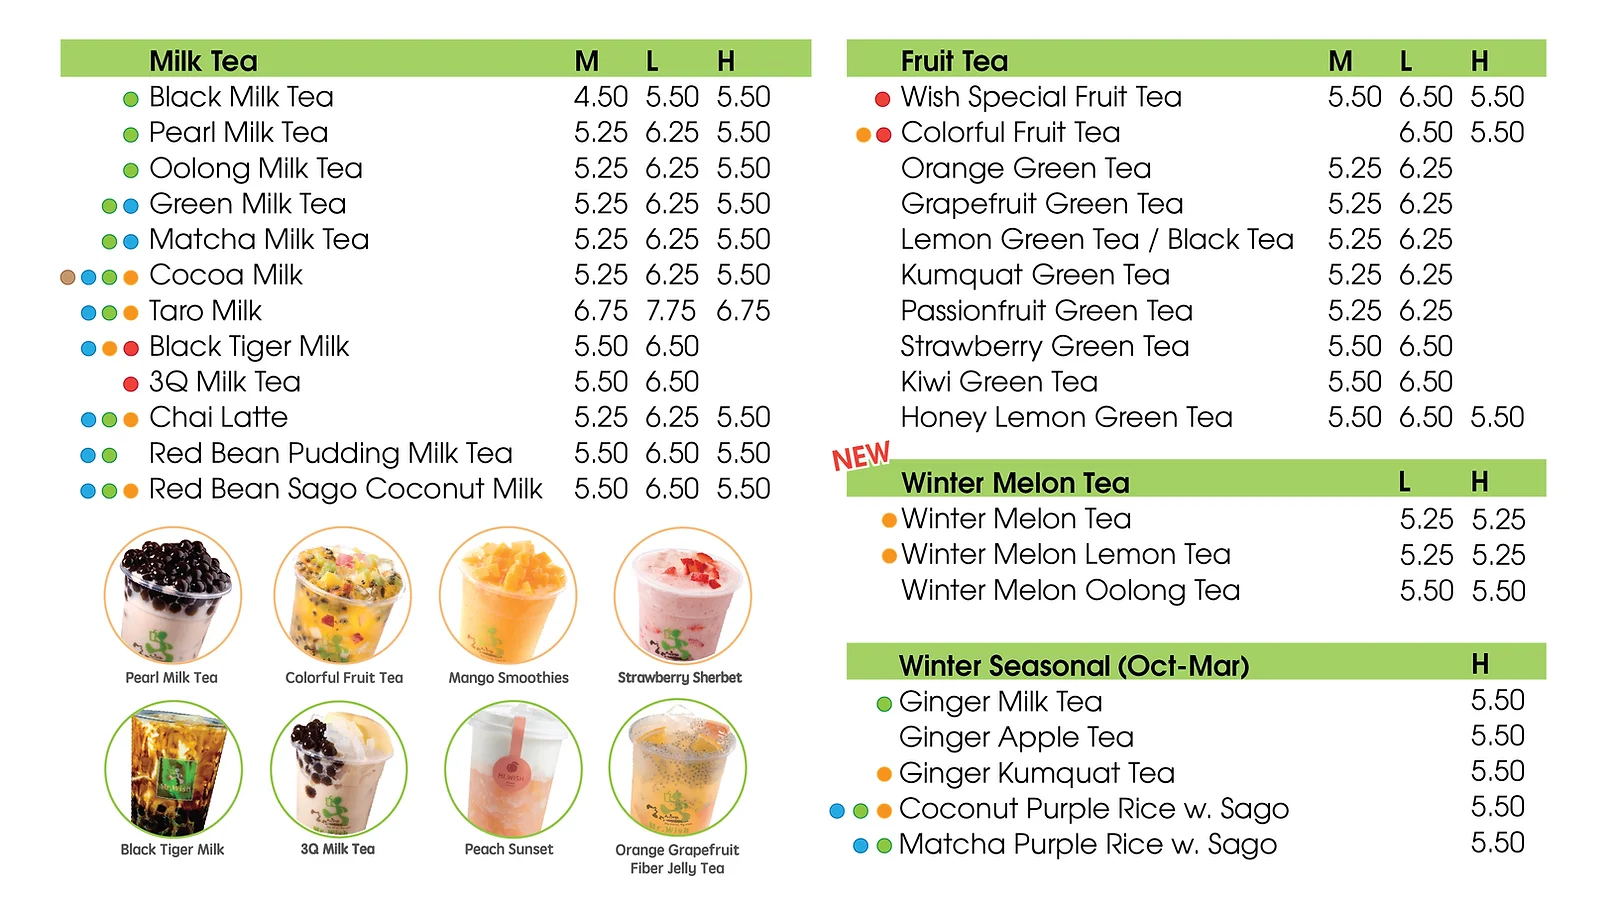 Milk Tea M L H
Black Milk Tea 4.50 5.50 5.50
Pearl Milk Tea 5.25 6.25 5.50
Oolong Milk Tea 5.25 6.25 5.50
Green Milk Tea 5.25 6.25 5.50
Matcha Milk Tea 5.25 6.25 5.50
Cocoa Milk 5.25 6.25 5.50
Taro Milk 6.75 7.75 6.75
Black Tiger Milk 5.50 6.50
3Q Milk Tea 5.50 6.50
Chai Latte 5.25 6.25 5.50
Red Bean Pudding Milk Tea 5.50 6.50 5.50
Red Bean Sago Coconut Milk 5.50 6.50 5.50
Pearl Milk Tea
Colorful Fruit Tea
Mango Smoothies
Strawberry Sherbet
Mr.Wish
Mr.Wish
Mr.Wish
Mr.Wish
Black Tiger Milk
3Q Milk Tea
Peach Sunset
Orange Grapefruit
Fiber Jelly Tea
Fruit Tea M L H
Wish Special Fruit Tea 5.50 6.50 5.50
Colorful Fruit Tea 6.50 5.50
Orange Green Tea 5.25 6.25
Grapefruit Green Tea 5.25 6.25
Lemon Green Tea / Black Tea 5.25 6.25
Kumquat Green Tea 5.25 6.25
Passionfruit Green Tea 5.25 6.25
Strawberry Green Tea 5.50 6.50
Kiwi Green Tea 5.50 6.50
Honey Lemon Green Tea 5.50 6.50 5.50
NEW
Winter Melon Tea L H
Winter Melon Tea 5.25 5.25
Winter Melon Lemon Tea 5.25 5.25
Winter Melon Oolong Tea 5.50 5.50
Winter Seasonal (Oct-Mar) H
Ginger Milk Tea 5.50
Ginger Apple Tea 5.50
Ginger Kumquat Tea 5.50
Coconut Purple Rice w. Sago 5.50
Matcha Purple Rice w. Sago 5.50